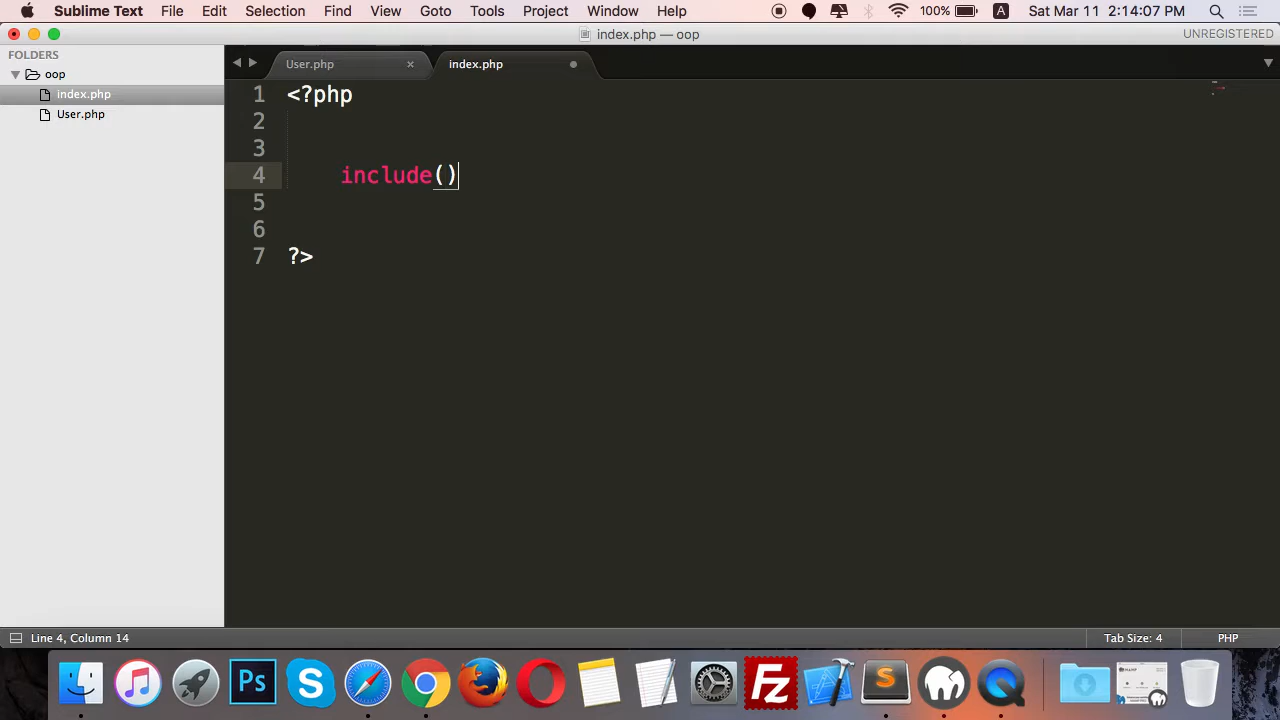 Sublime Text File Edit Selection Find View Goto Tools Project Window Help 100% A Sat Mar 11 2:14:07 PM
index.php — oop UNREGISTERED
FOLDERS
oop
index.php
User.php
User.php × index.php
1 <?php
2
3
4 include()
5
6
7 ?>
Line 4, Column 14 Tab Size: 4 PHP
Ps
S
Fz
S